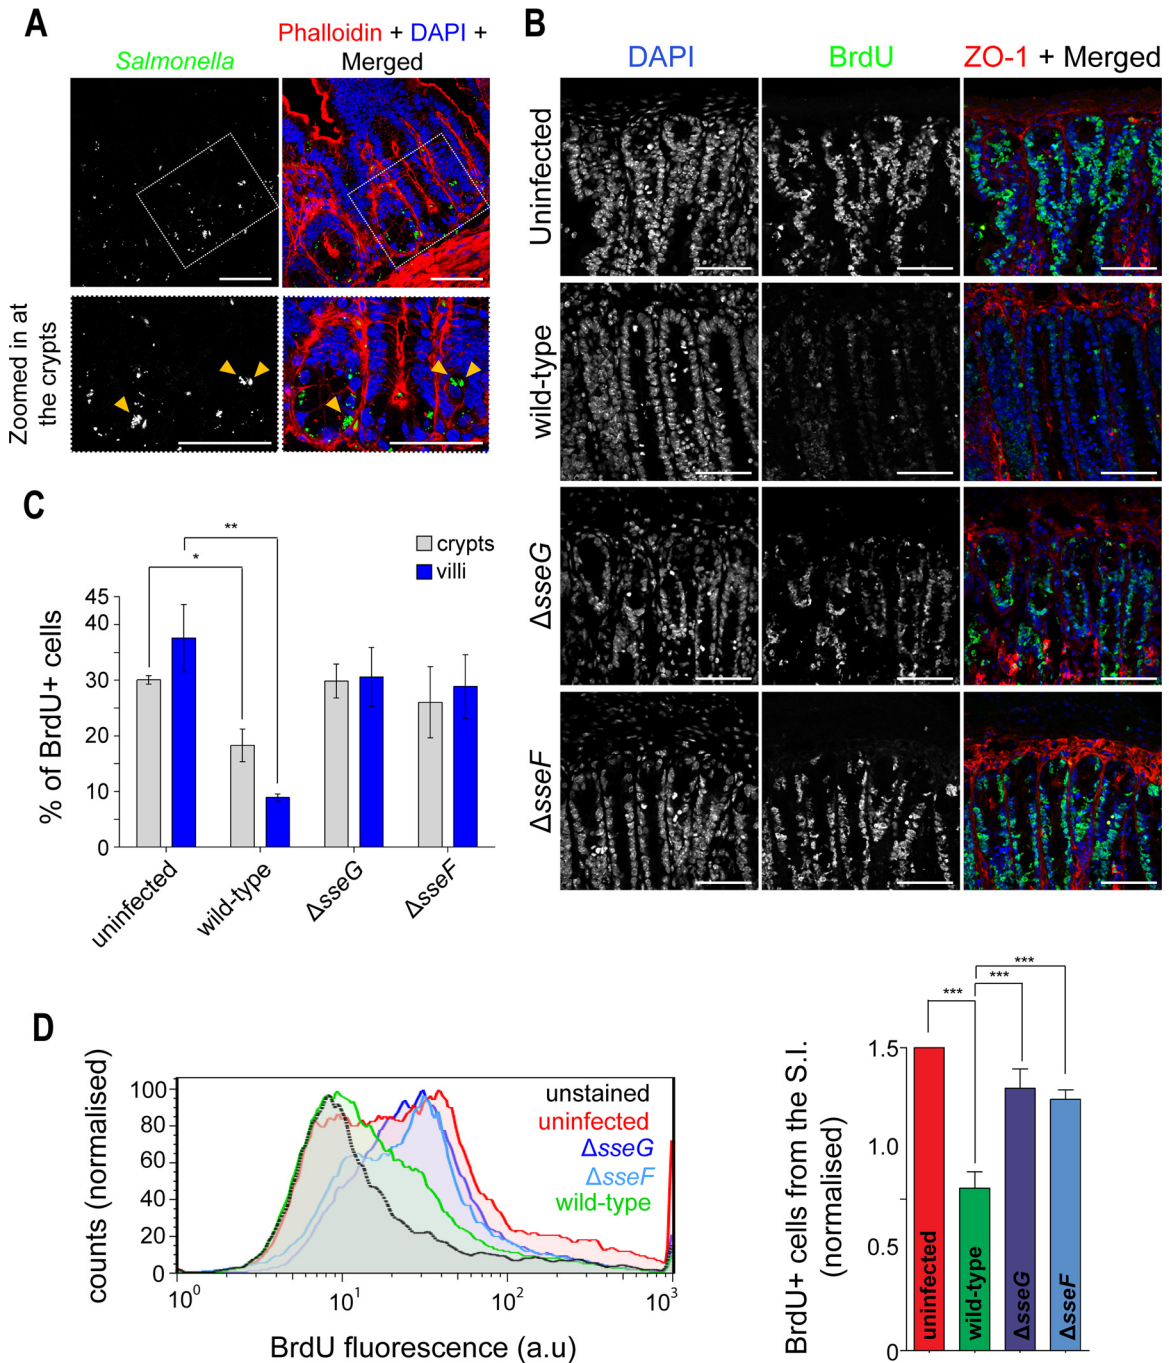 A
Salmonella
Phalloidin + DAPI +
Merged
Zoomed in at
the crypts
B
DAPI
BrdU
ZO-1 + Merged
Uninfected
wild-type
ΔsseG
ΔsseF
C
**
*
crypts
villi
% of BrdU+ cells
45
40
30
20
10
0
uninfected
wild-type
ΔsseG
ΔsseF
D
counts (normalised)
100
80
60
40
20
0
10⁰
10¹
10²
10³
BrdU fluorescence (a.u)
unstained
uninfected
ΔsseG
ΔsseF
wild-type
BrdU+ cells from the S.I.
(normalised)
1.5
1.0
0.5
0
***
***
***
uninfected
wild-type
ΔsseG
ΔsseF